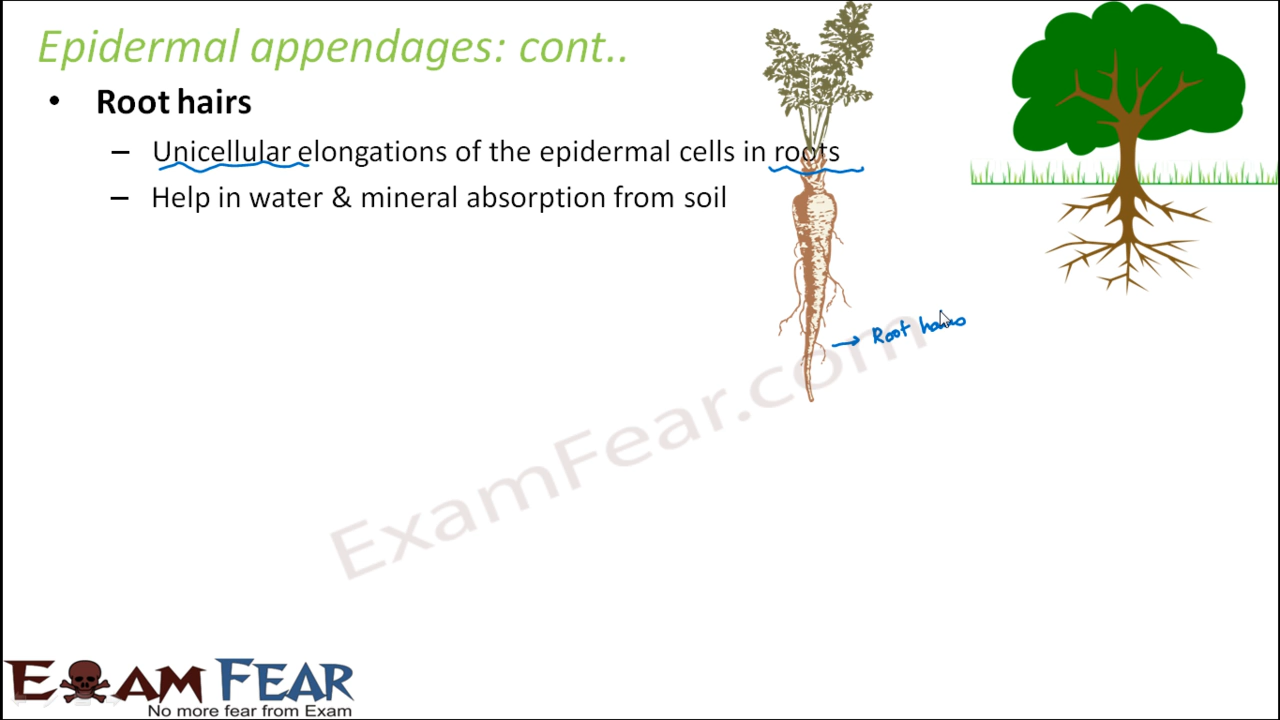 Epidermal appendages: cont..
• Root hairs
– Unicellular elongations of the epidermal cells in roots
– Help in water & mineral absorption from soil
→ Root hairs
ExamFear.com
EXAM FEAR
No more fear from Exam